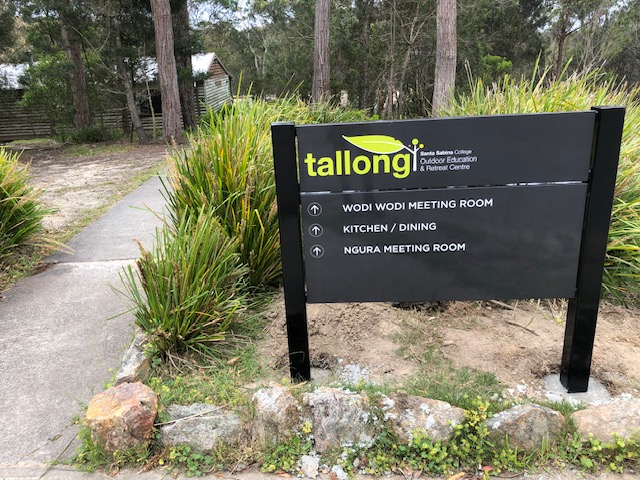 tallong
Santa Sabina College
Outdoor Education
& Retreat Centre
WODI WODI MEETING ROOM
KITCHEN / DINING
NGURA MEETING ROOM